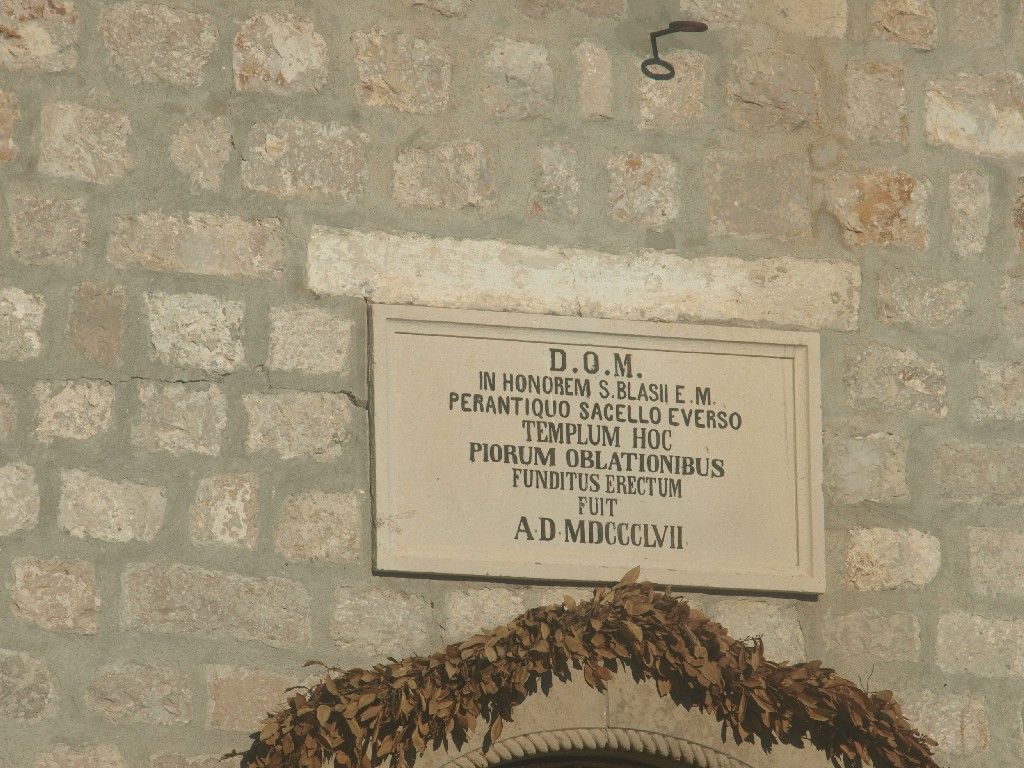 D.O.M.
IN HONOREM S.BLASII E.M.
PERANTIQUO SACELLO EVERSO
TEMPLUM HOC
PIORUM OBLATIONIBUS
FUNDITUS ERECTUM
FUIT
A·D·MDCCCLVII.